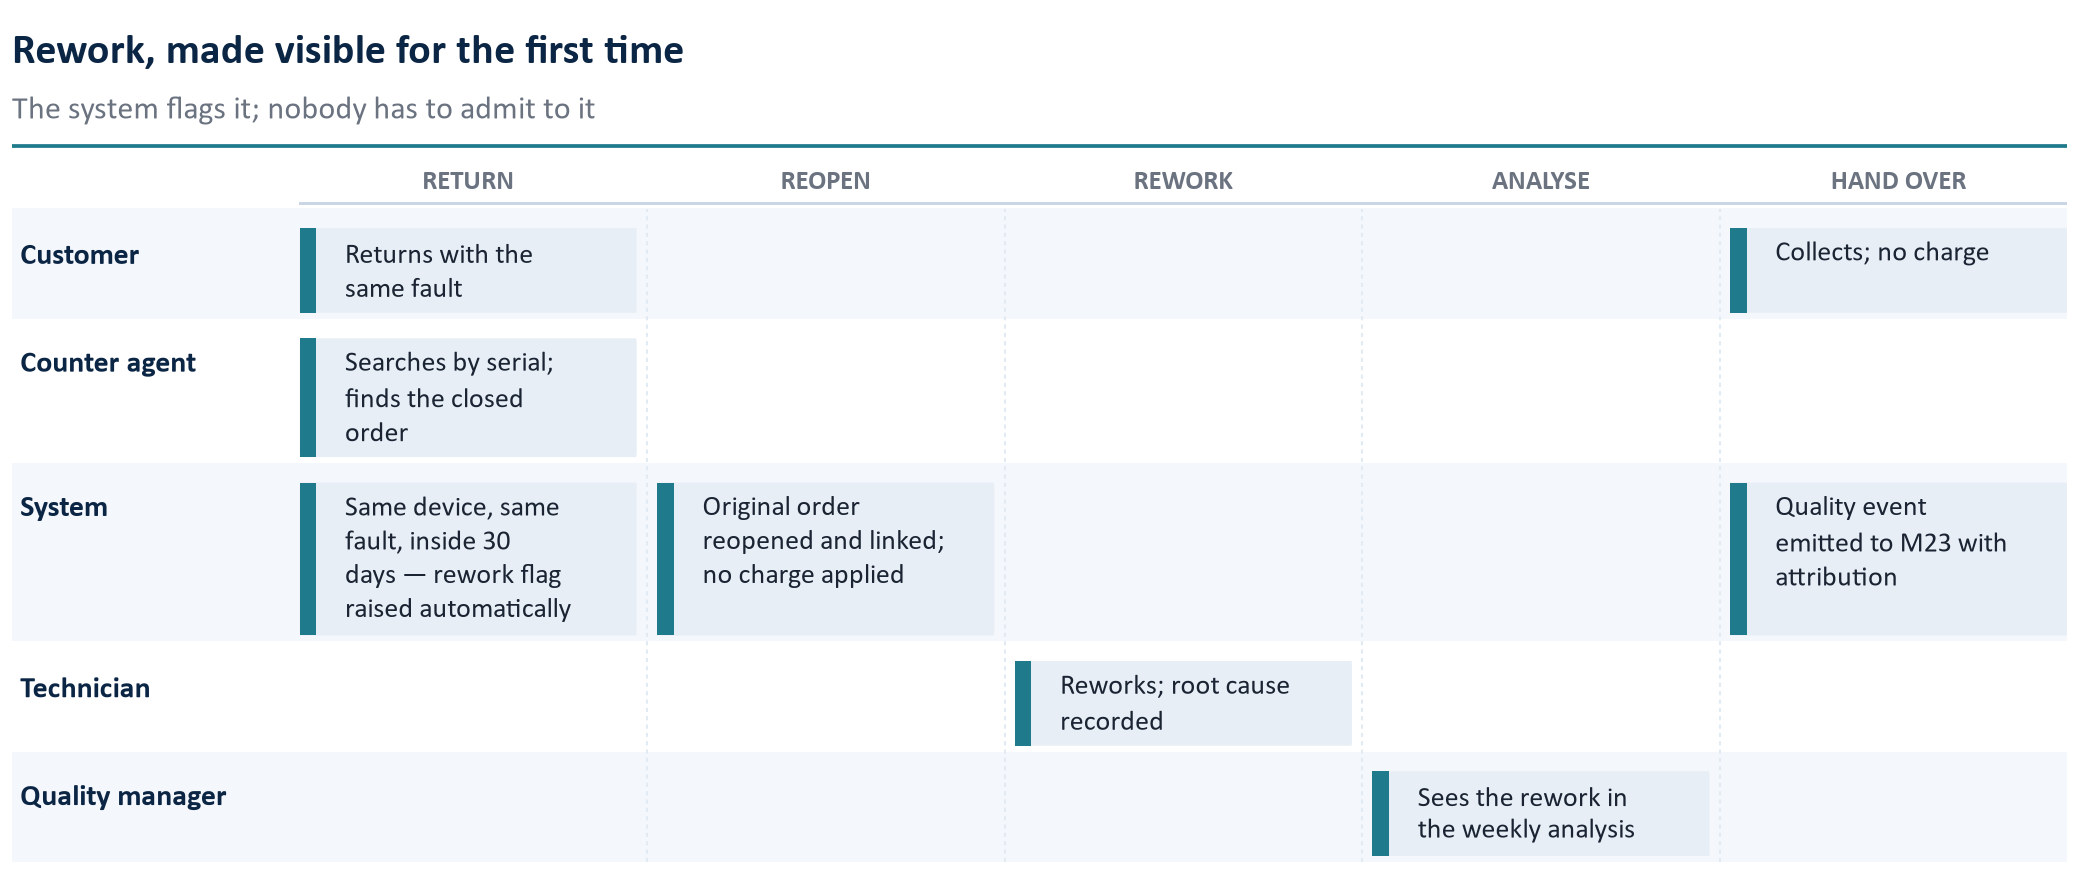 Rework, made visible for the first time
The system flags it; nobody has to admit to it
RETURN
REOPEN
REWORK
ANALYSE
HAND OVER
Customer
Returns with the
same fault
Collects; no charge
Counter agent
Searches by serial;
finds the closed
order
System
Same device, same
fault, inside 30
days — rework flag
raised automatically
Original order
reopened and linked;
no charge applied
Quality event
emitted to M23 with
attribution
Technician
Reworks; root cause
recorded
Quality manager
Sees the rework in
the weekly analysis